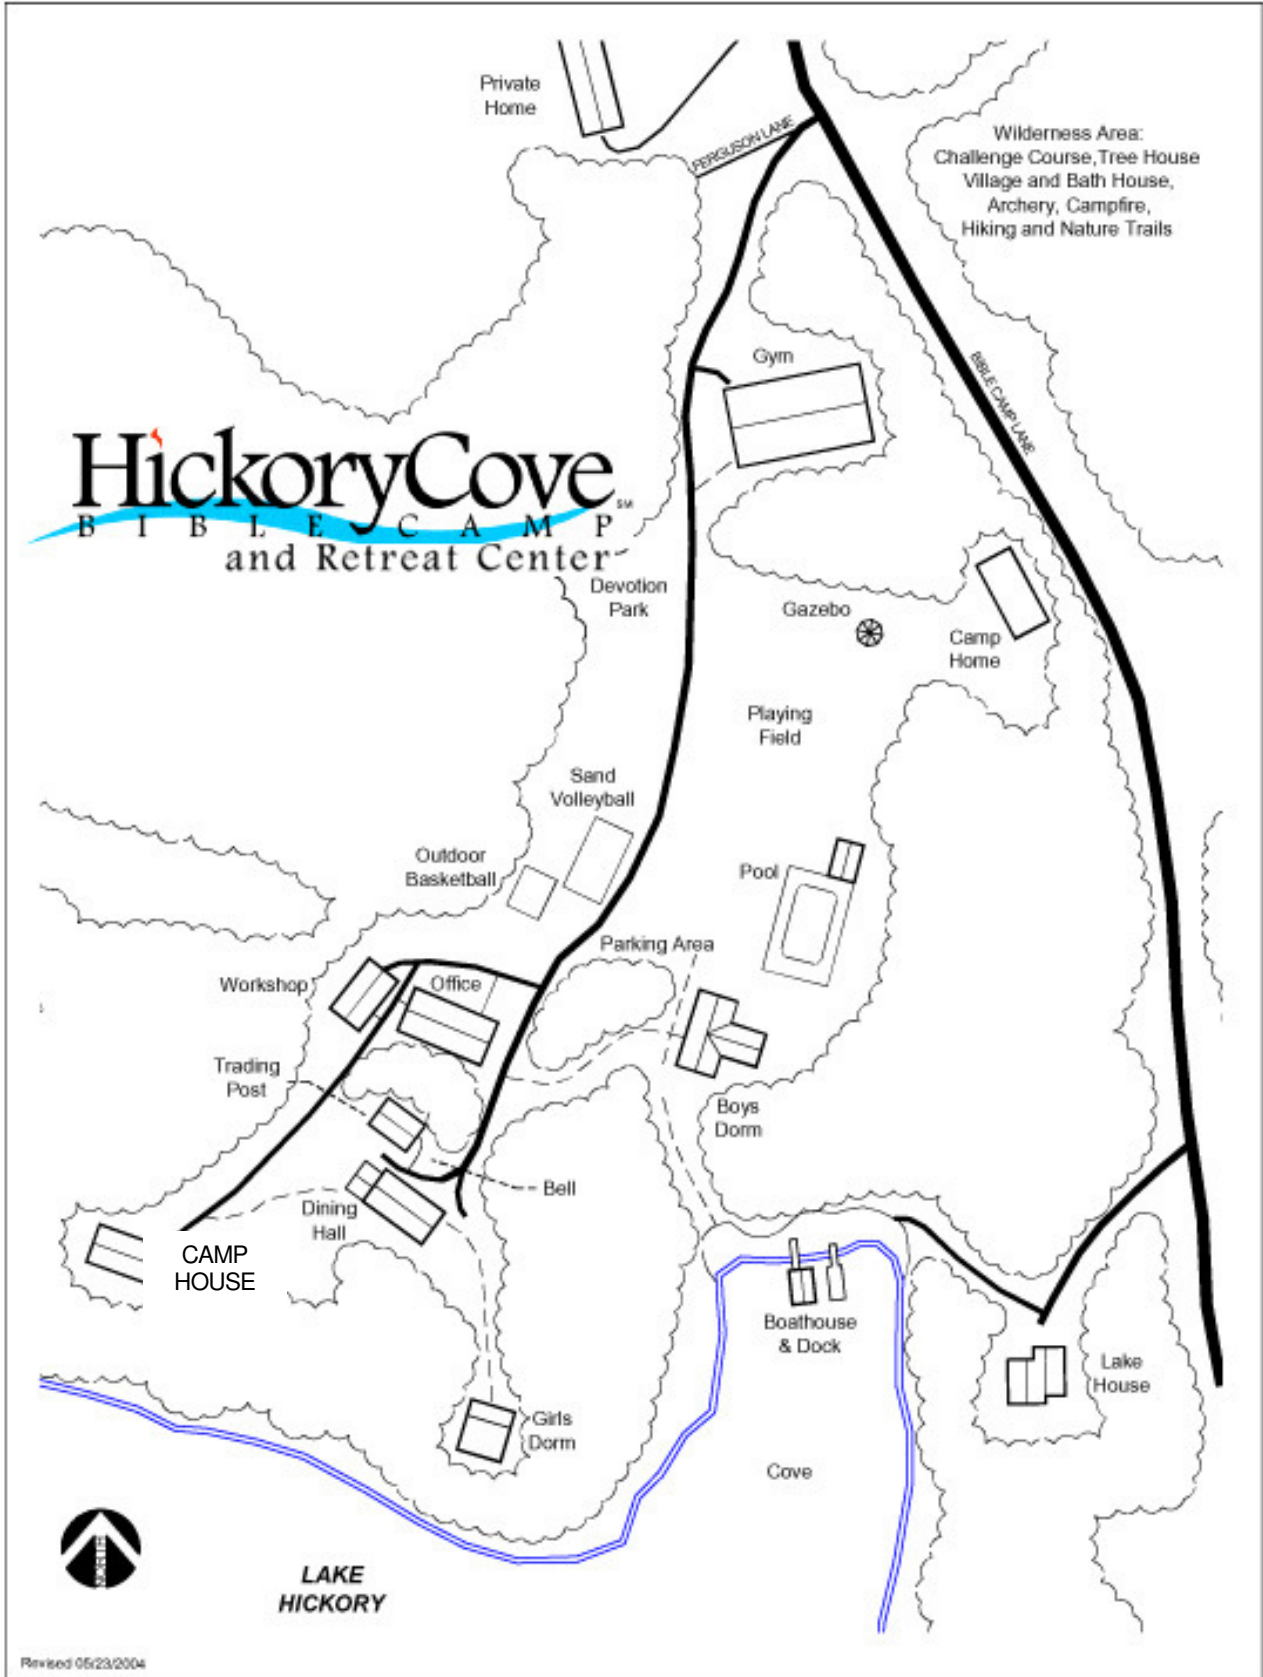 Private
Home
FERGUSON LANE
Wilderness Area:
Challenge Course,Tree House
Village and Bath House,
Archery, Campfire,
Hiking and Nature Trails
Gym
BIBLE CAMP LANE
HickoryCove SM
BIBLE CAMP
and Retreat Center
Devotion
Park
Gazebo
Camp
Home
Playing
Field
Sand
Volleyball
Outdoor
Basketball
Pool
Parking Area
Workshop
Office
Trading
Post
Boys
Dorm
Bell
Dining
Hall
CAMP
HOUSE
Boathouse
& Dock
Lake
House
Girls
Dorm
Cove
NORTH
LAKE
HICKORY
Revised 05/23/2004